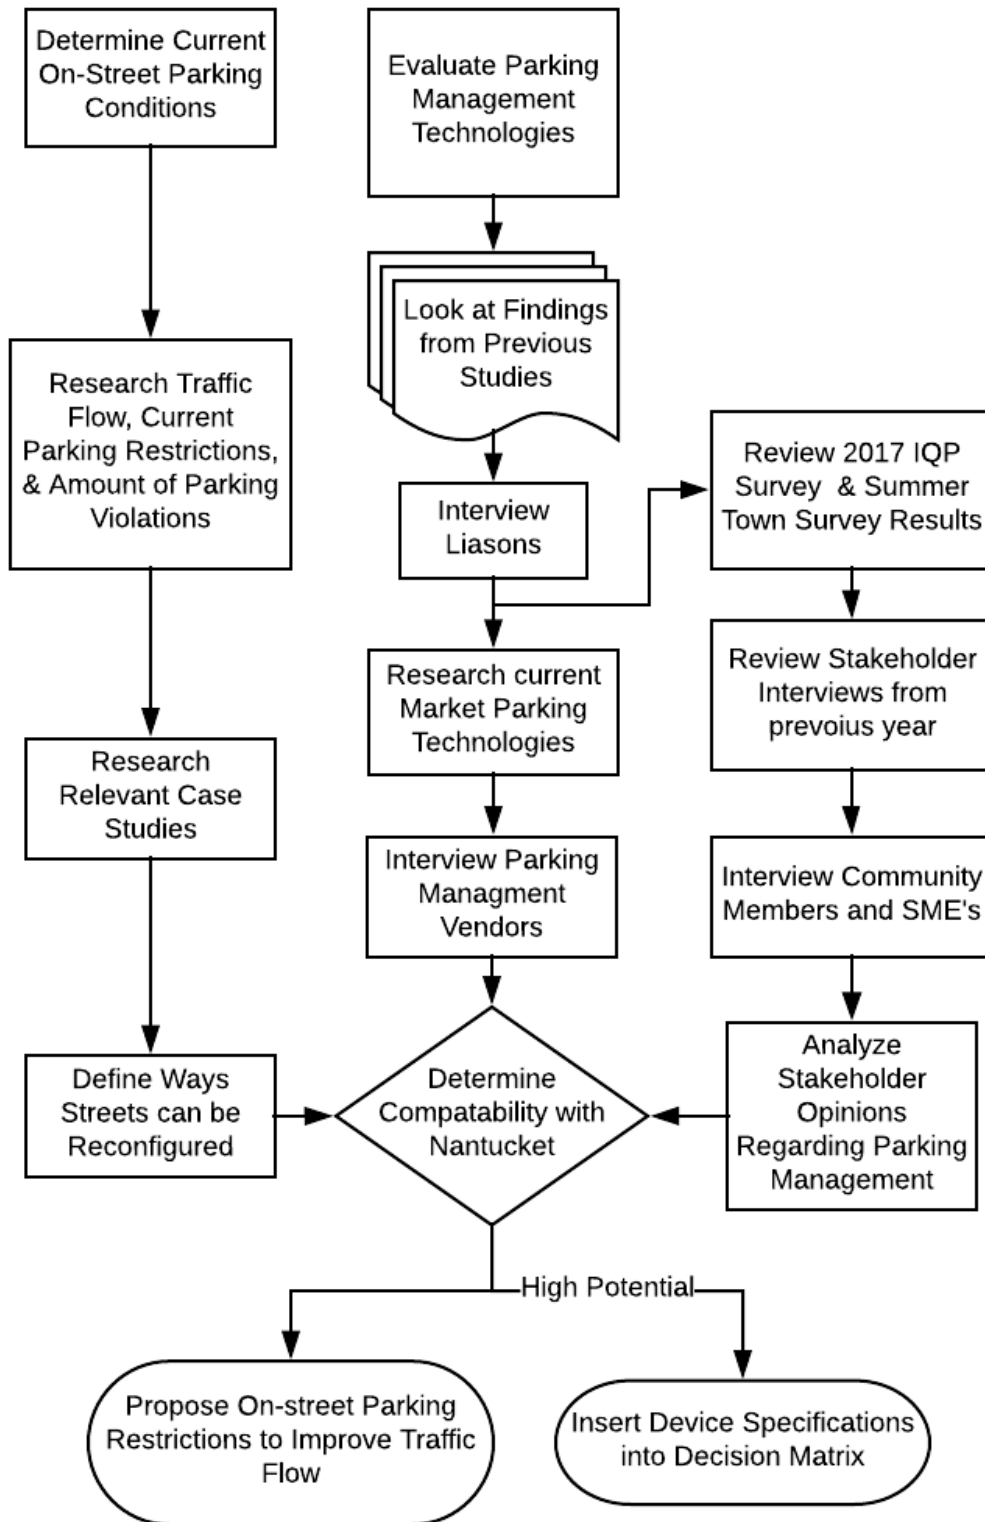 Determine Current
On-Street Parking
Conditions
Evaluate Parking
Management
Technologies
Look at Findings
from Previous
Studies
Research Traffic
Flow, Current
Parking Restrictions,
& Amount of Parking
Violations
Interview
Liasons
Review 2017 IQP
Survey & Summer
Town Survey Results
Research current
Market Parking
Technologies
Review Stakeholder
Interviews from
prevoius year
Research
Relevant Case
Studies
Interview Parking
Managment
Vendors
Interview Community
Members and SME's
Define Ways
Streets can be
Reconfigured
Determine
Compatability with
Nantucket
Analyze
Stakeholder
Opinions
Regarding Parking
Management
High Potential
Propose On-street Parking
Restrictions to Improve Traffic
Flow
Insert Device Specifications
into Decision Matrix